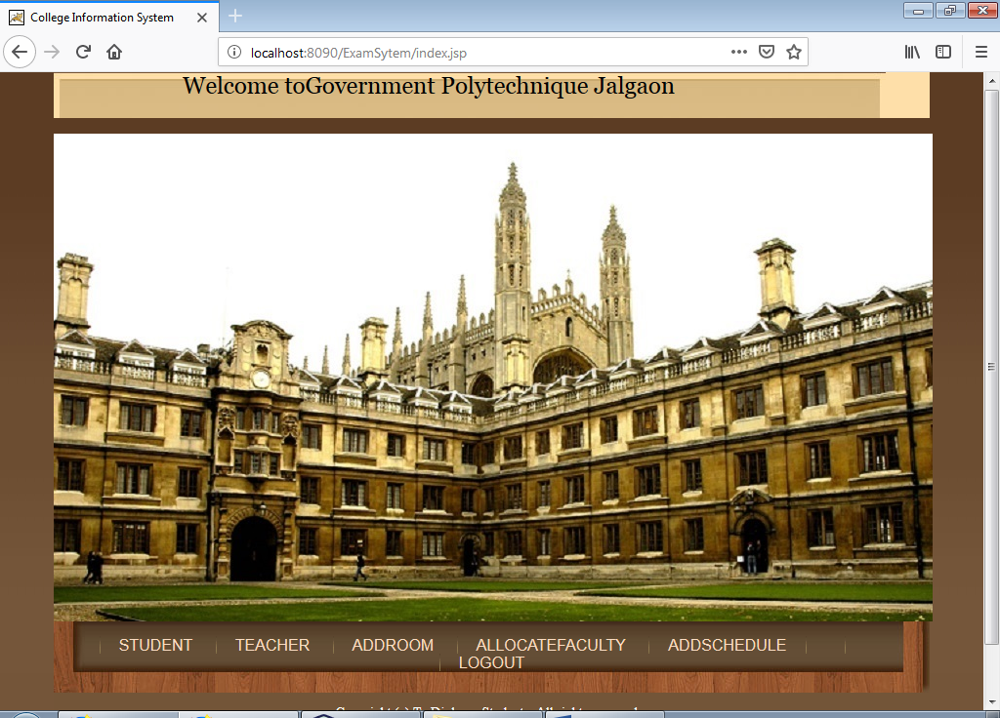 College Information System
localhost:8090/ExamSytem/index.jsp
Welcome toGovernment Polytechnique Jalgaon
STUDENT TEACHER ADDROOM ALLOCATEFACULTY ADDSCHEDULE
LOGOUT